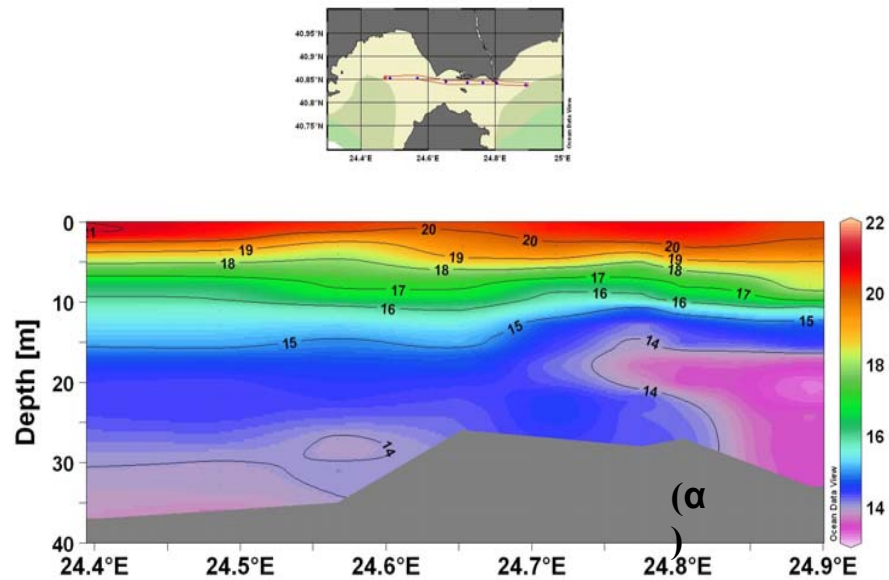 40.95°N
40.9°N
40.85°N
40.8°N
40.75°N
24.4°E 24.6°E 24.8°E 25°E
Ocean Data View
Depth [m]
0
10
20
30
40
24.4°E 24.5°E 24.6°E 24.7°E 24.8°E 24.9°E
20 20 20
19 19 19
18 18 18
17 17 17
16 16 16
15 15 15
14 14 14
(α
)
22
20
18
16
14
Ocean Data View